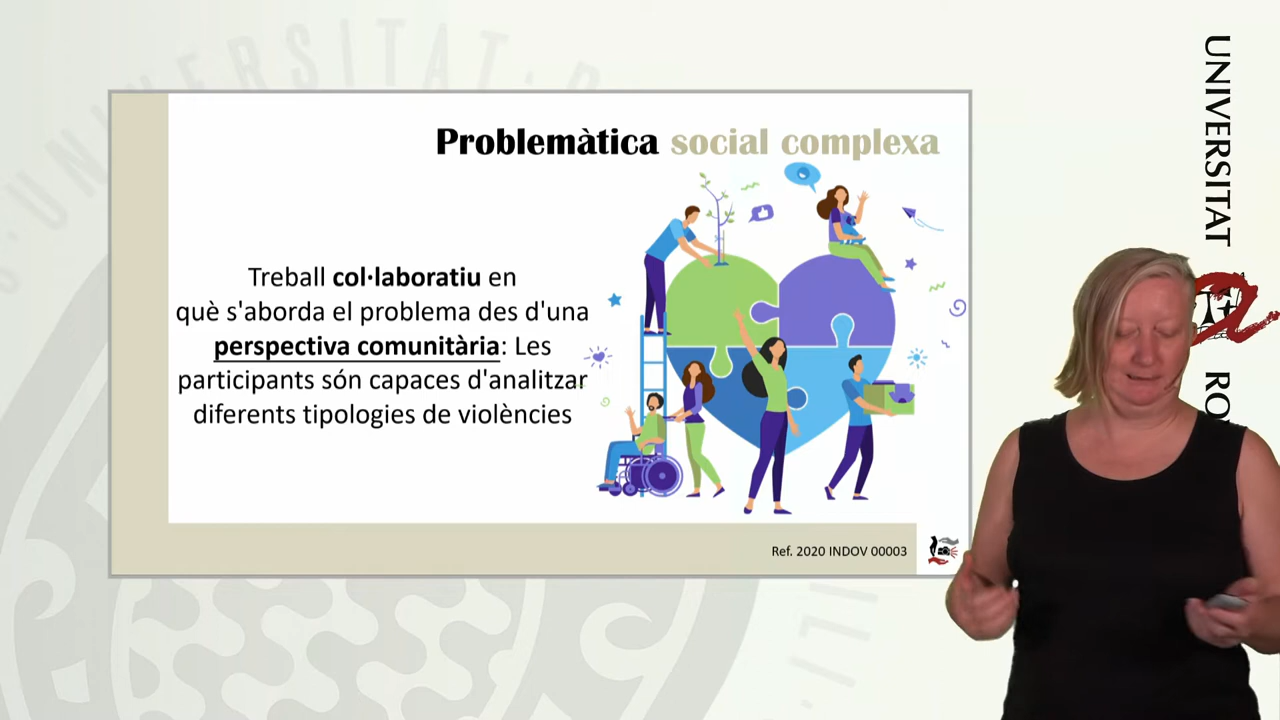 Problemàtica social complexa
Treball col·laboratiu en
què s'aborda el problema des d'una
perspectiva comunitària: Les
participants són capaces d'analitzar
diferents tipologies de violències
Ref. 2020 INDOV 00003
UNIVERSITAT
UNIVERSITAT